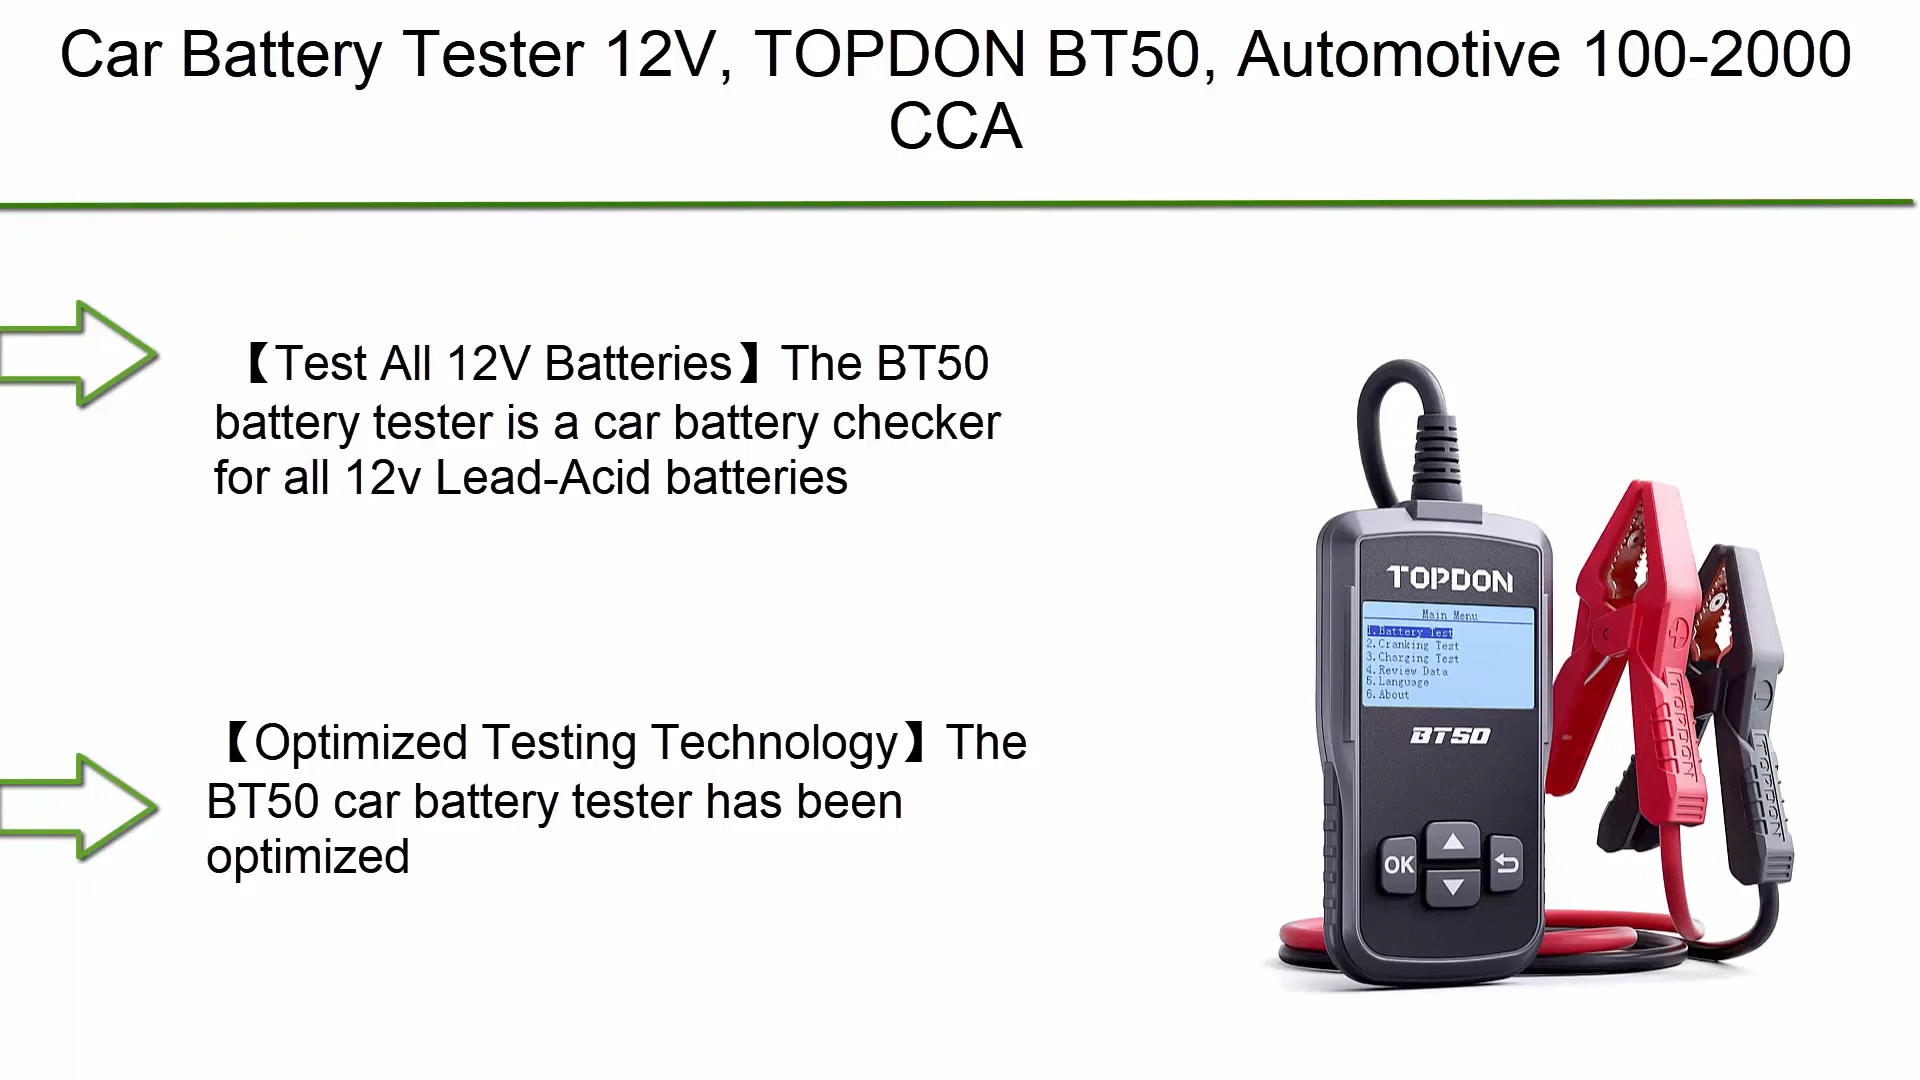 Car Battery Tester 12V, TOPDON BT50, Automotive 100-2000
CCA
【Test All 12V Batteries】The BT50
battery tester is a car battery checker
for all 12v Lead-Acid batteries
【Optimized Testing Technology】The
BT50 car battery tester has been
optimized
TOPDON
Main Menu
1.Battery Test
2.Cranking Test
3.Charging Test
4.Review Data
5.Language
6.About
BT50
OK
TOPDON
TOPDON